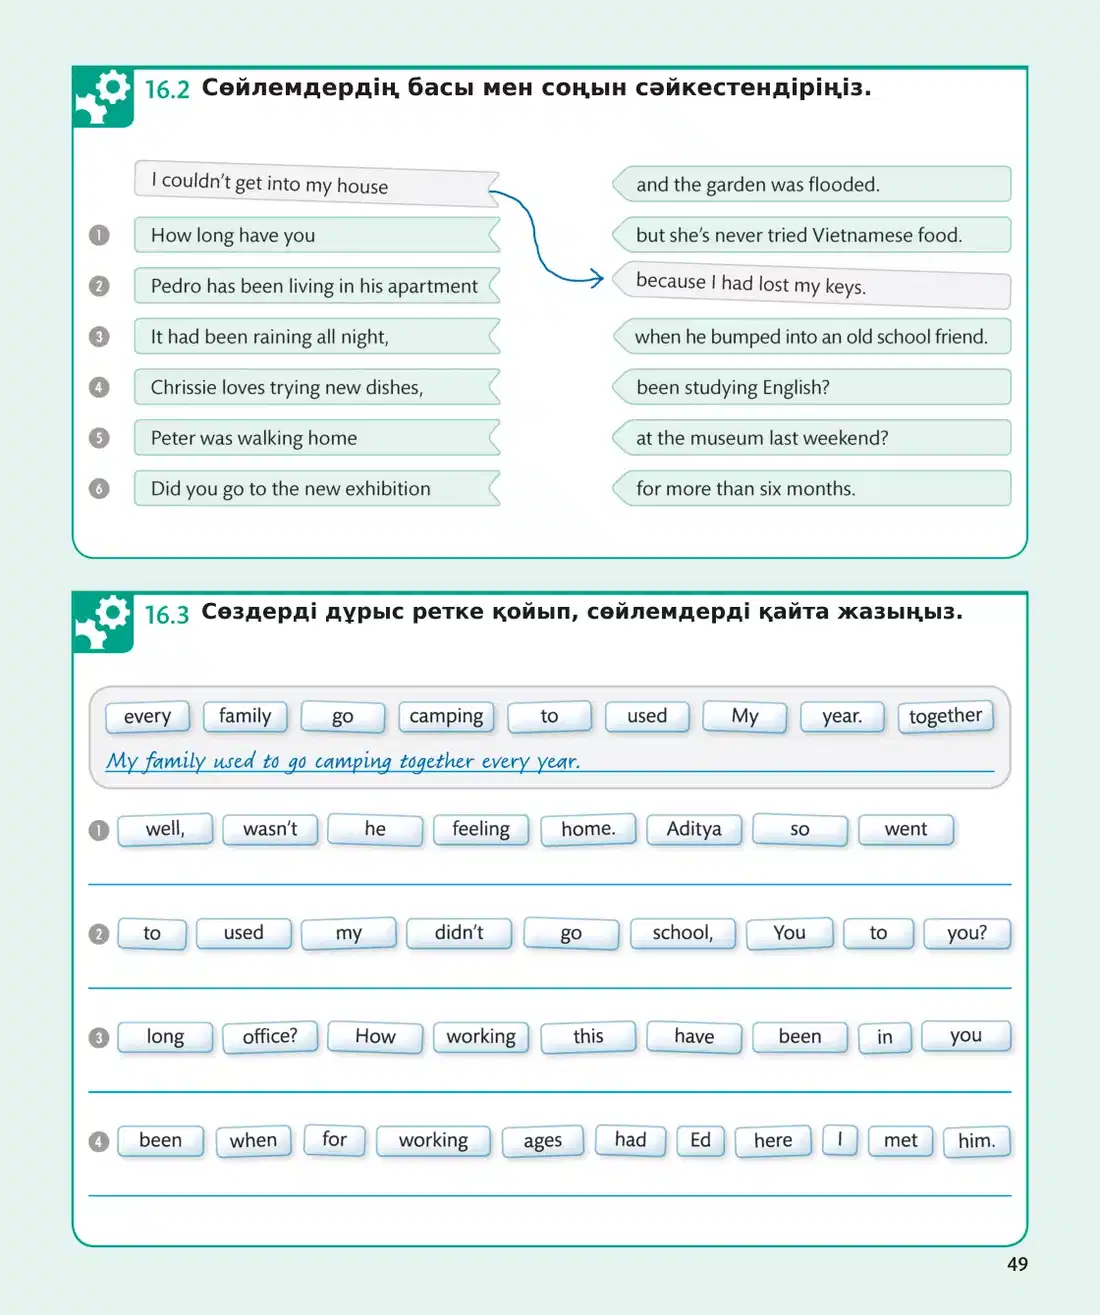 16.2 Сөйлемдердің басы мен соңын сәйкестендіріңіз.
I couldn't get into my house
and the garden was flooded.
1 How long have you
but she's never tried Vietnamese food.
2 Pedro has been living in his apartment
because I had lost my keys.
3 It had been raining all night,
when he bumped into an old school friend.
4 Chrissie loves trying new dishes,
been studying English?
5 Peter was walking home
at the museum last weekend?
6 Did you go to the new exhibition
for more than six months.
16.3 Сөздерді дұрыс ретке қойып, сөйлемдерді қайта жазыңыз.
every family go camping to used My year. together
My family used to go camping together every year.
1 well, wasn't he feeling home. Aditya so went
2 to used my didn't go school, You to you?
3 long office? How working this have been in you
4 been when for working ages had Ed here I met him.
49